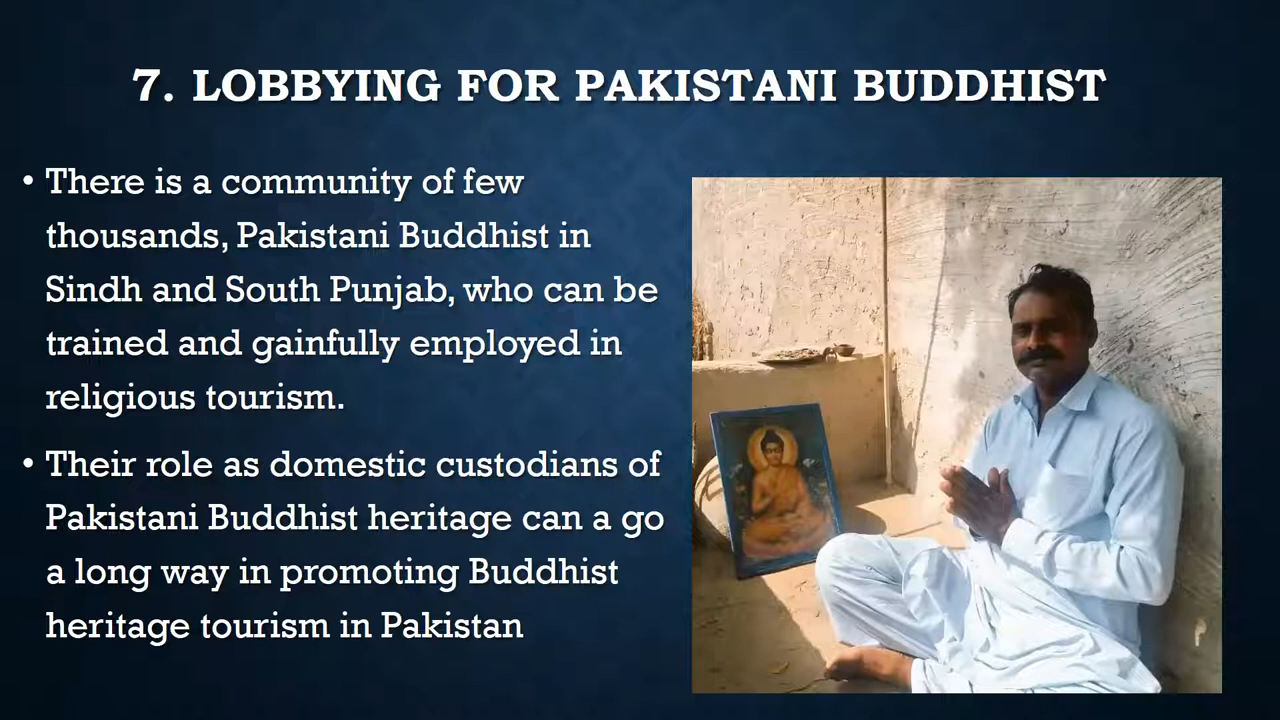 7. LOBBYING FOR PAKISTANI BUDDHIST
• There is a community of few
thousands, Pakistani Buddhist in
Sindh and South Punjab, who can be
trained and gainfully employed in
religious tourism.
• Their role as domestic custodians of
Pakistani Buddhist heritage can a go
a long way in promoting Buddhist
heritage tourism in Pakistan